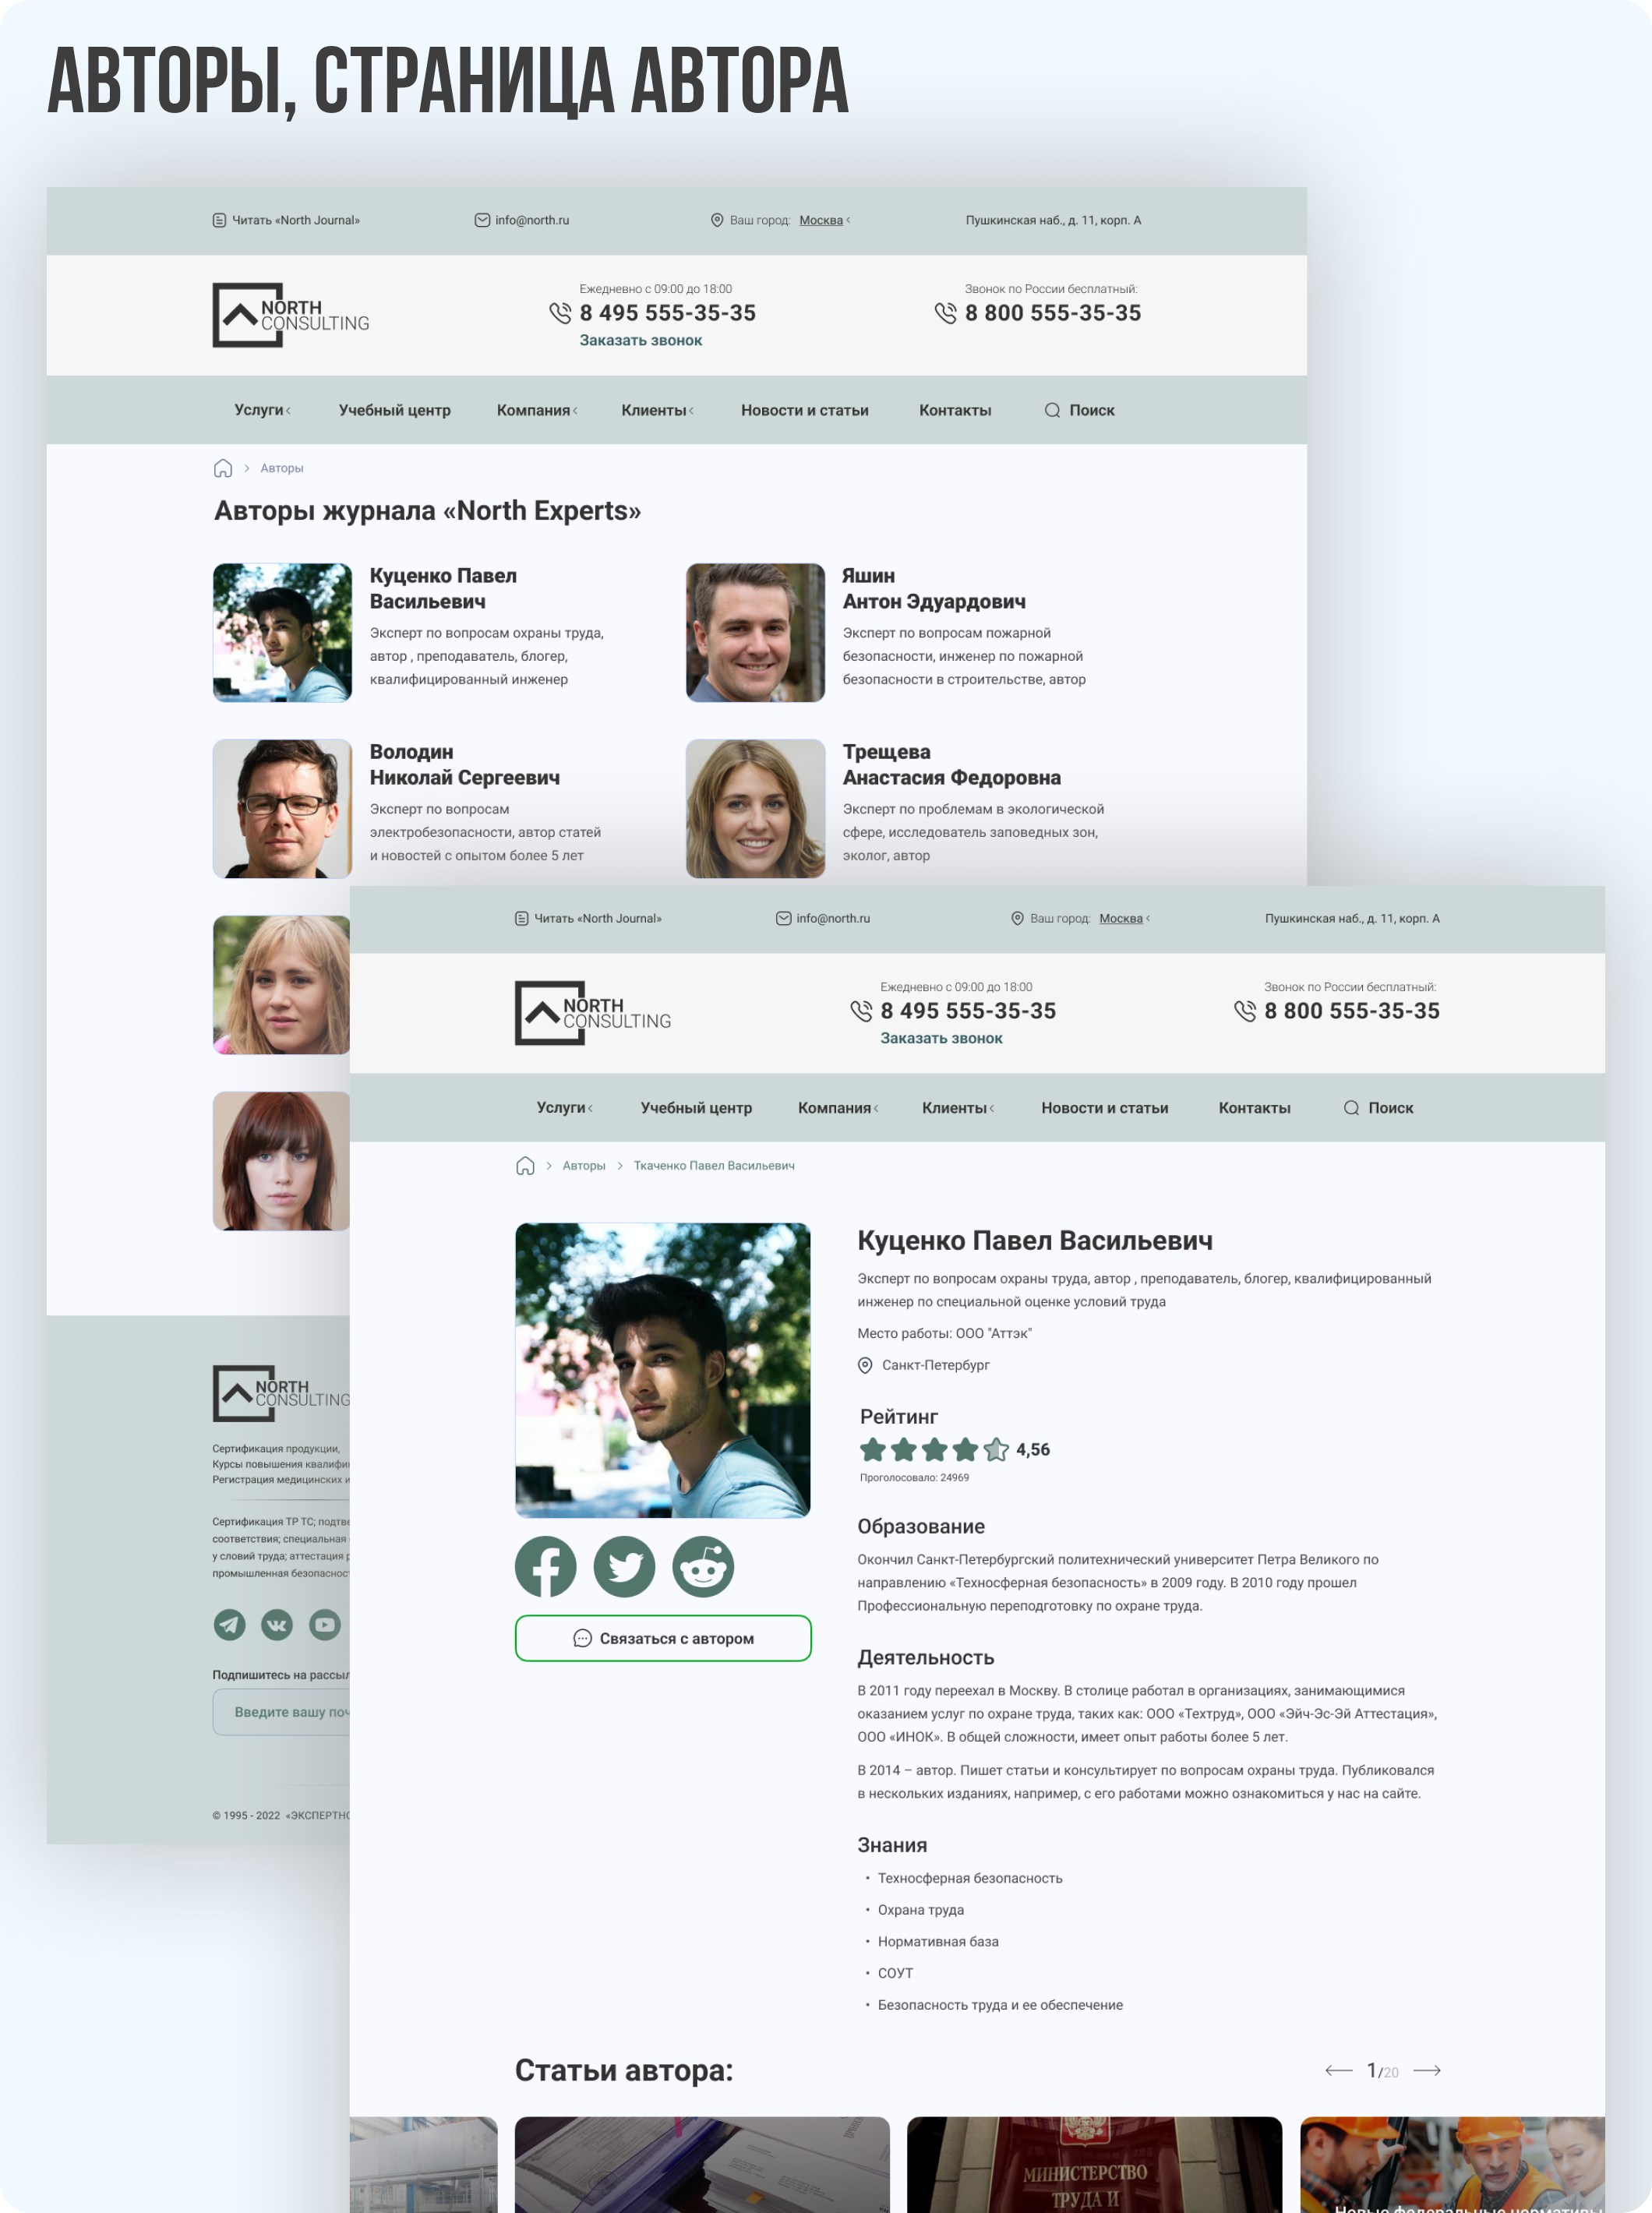 АВТОРЫ, СТРАНИЦА АВТОРА
Читать «North Journal»
info@north.ru
Ваш город: Москва
Пушкинская наб., д. 11, корп. А
NORTH
CONSULTING
Ежедневно с 09:00 до 18:00
8 495 555-35-35
Заказать звонок
Звонок по России бесплатный:
8 800 555-35-35
Услуги
Учебный центр
Компания
Клиенты
Новости и статьи
Контакты
Поиск
Авторы
Авторы журнала «North Experts»
Куценко Павел
Васильевич
Эксперт по вопросам охраны труда,
автор , преподаватель, блогер,
квалифицированный инженер
Яшин
Антон Эдуардович
Эксперт по вопросам пожарной
безопасности, инженер по пожарной
безопасности в строительстве, автор
Володин
Николай Сергеевич
Эксперт по вопросам
электробезопасности, автор статей
и новостей с опытом более 5 лет
Трещева
Анастасия Федоровна
Эксперт по проблемам в экологической
сфере, исследователь заповедных зон,
эколог, автор
NORTH
CONSULTING
Сертификация продукции,
Курсы повышения
Регистрация медицинских
Сертификация ТР ТС;
соответствия; специальная
у словий труда; аттестация
промышленная
Подпишитесь на
Введите вашу
© 1995 - 2022
Читать «North Journal»
info@north.ru
Ваш город: Москва
Пушкинская наб., д. 11, корп. А
NORTH
CONSULTING
Ежедневно с 09:00 до 18:00
8 495 555-35-35
Заказать звонок
Звонок по России бесплатный:
8 800 555-35-35
Услуги
Учебный центр
Компания
Клиенты
Новости и статьи
Контакты
Поиск
Авторы
Ткаченко Павел Васильевич
Связаться с автором
Куценко Павел Васильевич
Эксперт по вопросам охраны труда, автор , преподаватель, блогер, квалифицированный
инженер по специальной оценке условий труда
Место работы: ООО "Аттэк"
Санкт-Петербург
Рейтинг
4,56
Проголосовало: 24969
Образование
Окончил Санкт-Петербургский политехнический университет Петра Великого по
направлению «Техносферная безопасность» в 2009 году. В 2010 году прошел
Профессиональную переподготовку по охране труда.
Деятельность
В 2011 году переехал в Москву. В столице работал в организациях, занимающимися
оказанием услуг по охране труда, таких как: ООО «Техтруд», ООО «Эйч-Эс-Эй Аттестация»,
ООО «ИНОК». В общей сложности, имеет опыт работы более 5 лет.
В 2014 – автор. Пишет статьи и консультирует по вопросам охраны труда. Публиковался
в нескольких изданиях, например, с его работами можно ознакомиться у нас на сайте.
Знания
• Техносферная безопасность
• Охрана труда
• Нормативная база
• СОУТ
• Безопасность труда и ее обеспечение
Статьи автора:
1/20
МИНИСТЕРСТВО
ТРУДА И
Новые федеральные нормативы